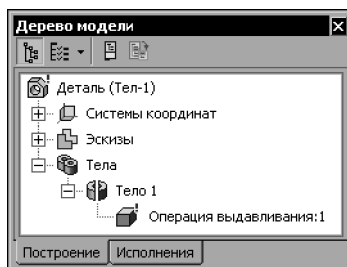 Дерево модели
Деталь (Тел-1)
Системы координат
Эскизы
Тела
Тело 1
Операция выдавливания:1
Построение Исполнения